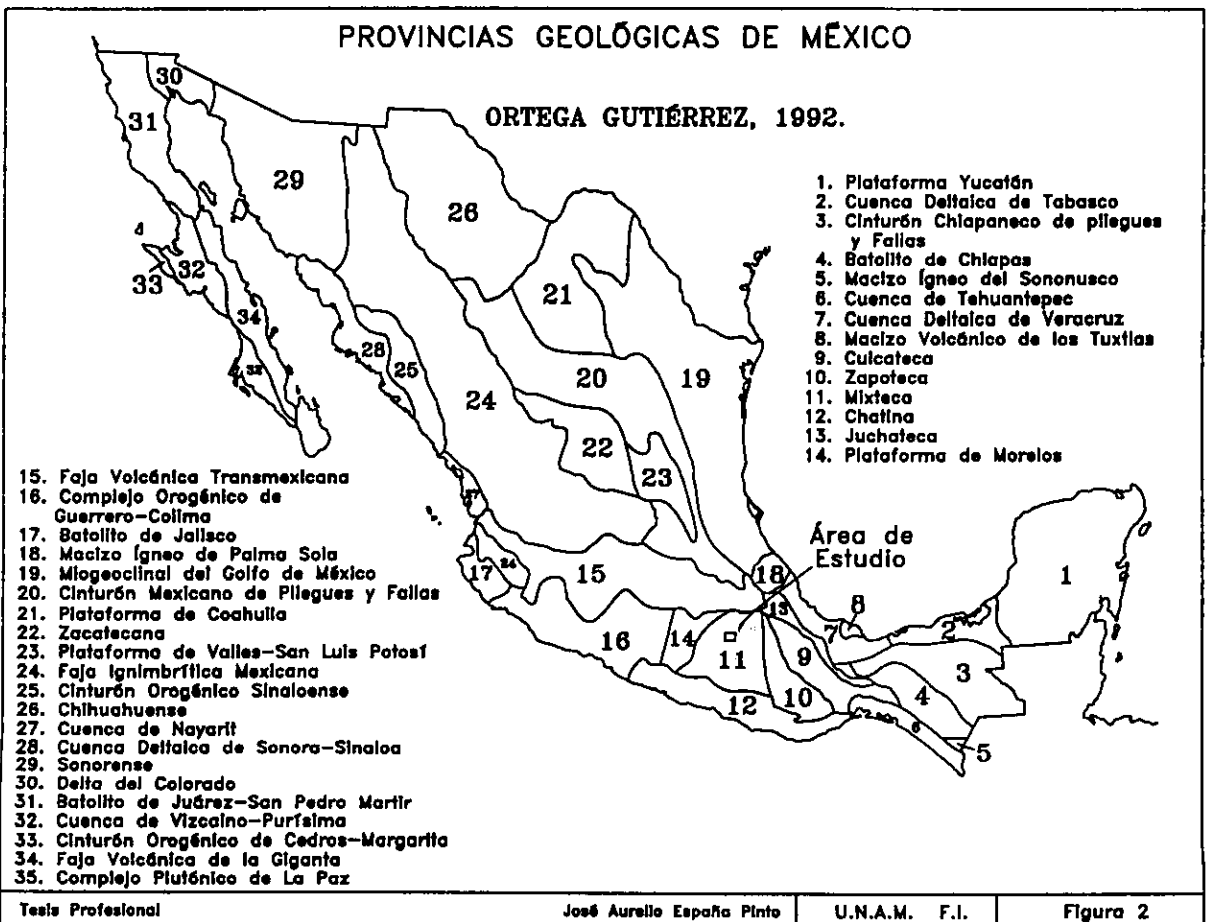 PROVINCIAS GEOLÓGICAS DE MÉXICO
ORTEGA GUTIÉRREZ, 1992.
1. Plataforma Yucatán
2. Cuenca Deltaica de Tabasco
3. Cinturón Chiapaneco de pliegues
y Fallas
4. Batolito de Chiapas
5. Macizo Ígneo del Sononusco
6. Cuenca de Tehuantepec
7. Cuenca Deltaica de Veracruz
8. Macizo Volcánico de los Tuxtlas
9. Cuicateca
10. Zapoteca
11. Mixteca
12. Chatina
13. Juchateca
14. Plataforma de Morelos
15. Faja Volcánica Transmexicana
16. Complejo Orogénico de
Guerrero-Colima
17. Batolito de Jalisco
18. Macizo Ígneo de Palma Sola
19. Miogeoclinal del Golfo de México
20. Cinturón Mexicano de Pliegues y Fallas
21. Plataforma de Coahuila
22. Zacatecana
23. Plataforma de Valles-San Luis Potosí
24. Faja Ignimbrítica Mexicana
25. Cinturón Orogénico Sinaloense
26. Chihuahuense
27. Cuenca de Nayarit
28. Cuenca Deltaica de Sonora-Sinaloa
29. Sonorense
30. Delta del Colorado
31. Batolito de Juárez-San Pedro Martir
32. Cuenca de Vizcaíno-Purísima
33. Cinturón Orogénico de Cedros-Margarita
34. Faja Volcánica de la Giganta
35. Complejo Plutónico de La Paz
30
31
29
26
32
33
34
21
28
25
20
19
24
22
23
27
Área de
Estudio
17
24
15
18
13
1
8
7
2
16
14
11
9
3
4
12
10
6
5
Tesis Profesional
José Aurelio España Pinto
U.N.A.M. F.I.
Figura 2